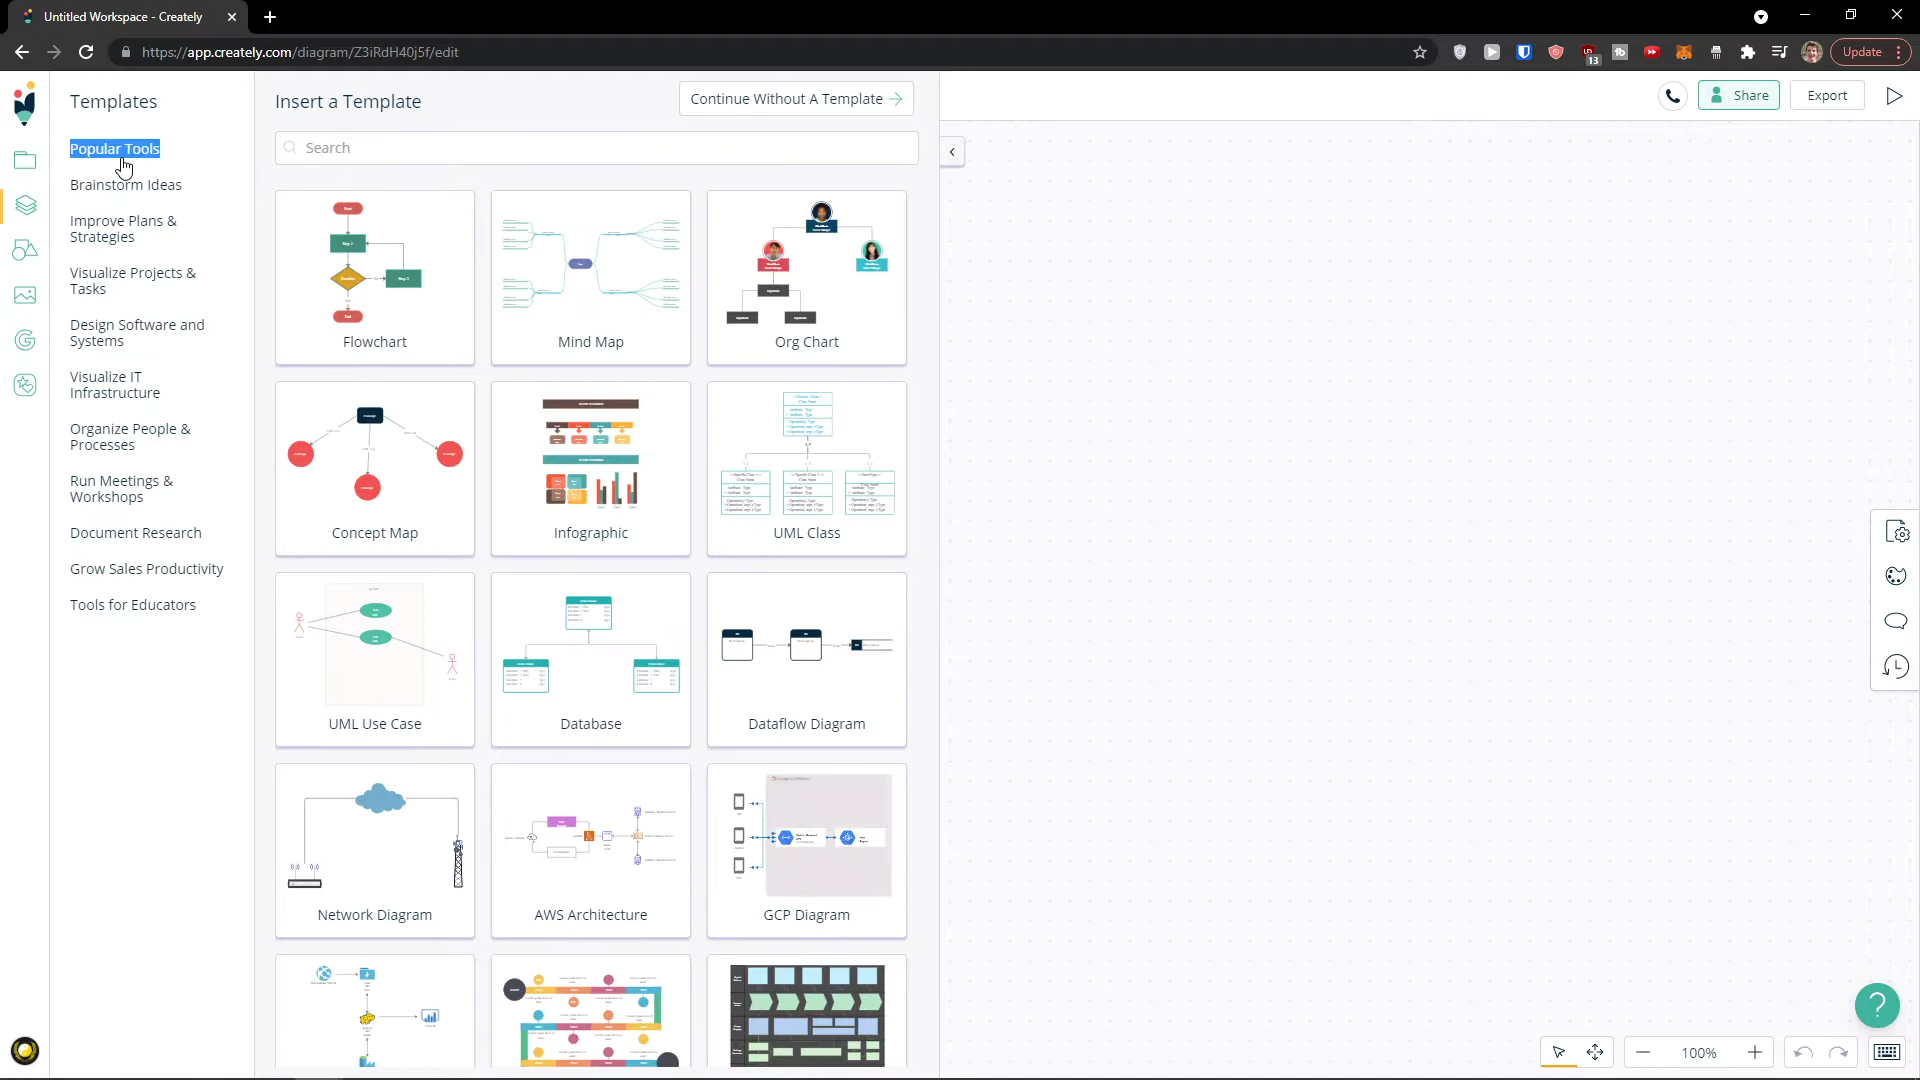 Untitled Workspace - Creately
https://app.creately.com/diagram/Z3iRdH40j5f/edit
13
Update
Templates
Popular Tools
Brainstorm Ideas
Improve Plans &
Strategies
Visualize Projects &
Tasks
Design Software and
Systems
Visualize IT
Infrastructure
Organize People &
Processes
Run Meetings &
Workshops
Document Research
Grow Sales Productivity
Tools for Educators
Insert a Template
Continue Without A Template
Search
Flowchart
Mind Map
Org Chart
Concept Map
Infographic
UML Class
UML Use Case
Database
Dataflow Diagram
Network Diagram
AWS Architecture
GCP Diagram
Share
Export
?
100%